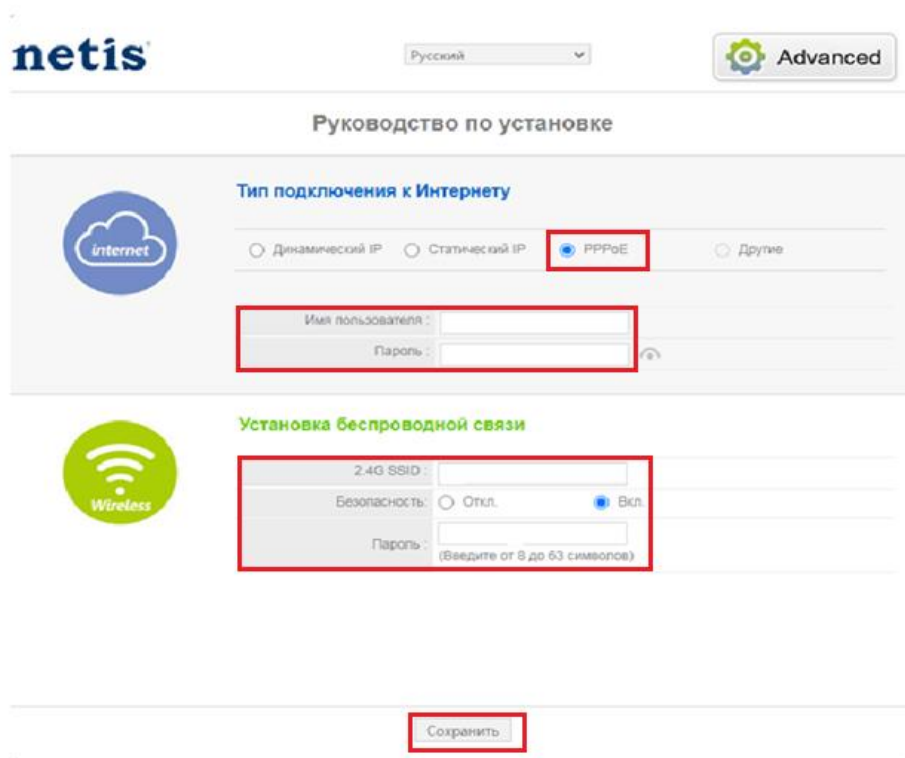 netis
Русский
Advanced
Руководство по установке
internet
Тип подключения к Интернету
Динамический IP Статический IP PPPoE Другие
Имя пользователя :
Пароль :
Wireless
Установка беспроводной связи
2.4G SSID :
Безопасность: Откл. Вкл.
Пароль :
(Введите от 8 до 63 символов)
Сохранить